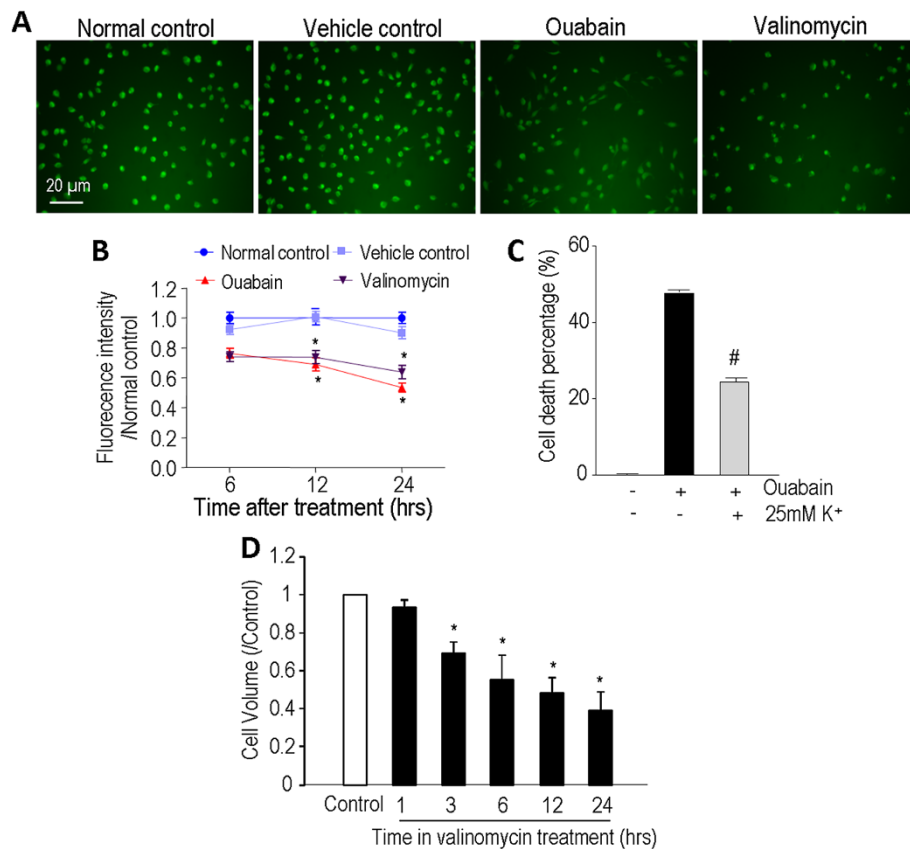 A
Normal control
Vehicle control
Ouabain
Valinomycin
20 µm
B
Normal control
Vehicle control
Ouabain
Valinomycin
Fluorecence intensity
/Normal control
1.2
1.0
0.8
0.6
0.4
0.2
0.0
*
*
*
*
6
12
24
Time after treatment (hrs)
C
Cell death percentage (%)
60
40
20
0
#
- + + Ouabain
- - + 25mM K⁺
D
Cell Volume (/Control)
1.2
1
0.8
0.6
0.4
0.2
0
*
*
*
*
Control 1 3 6 12 24
Time in valinomycin treatment (hrs)